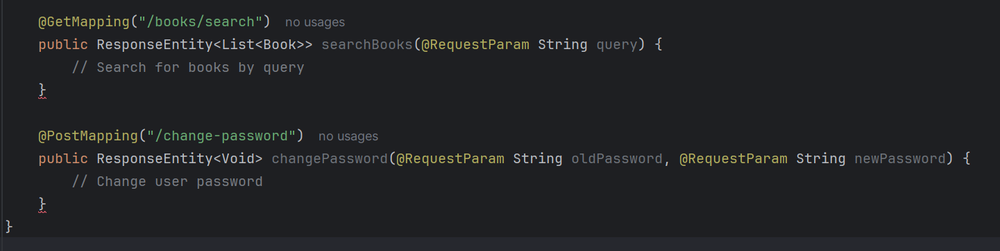 @GetMapping("/books/search") no usages
public ResponseEntity<List<Book>> searchBooks(@RequestParam String query) {
// Search for books by query
}
@PostMapping("/change-password") no usages
public ResponseEntity<Void> changePassword(@RequestParam String oldPassword, @RequestParam String newPassword) {
// Change user password
}
}